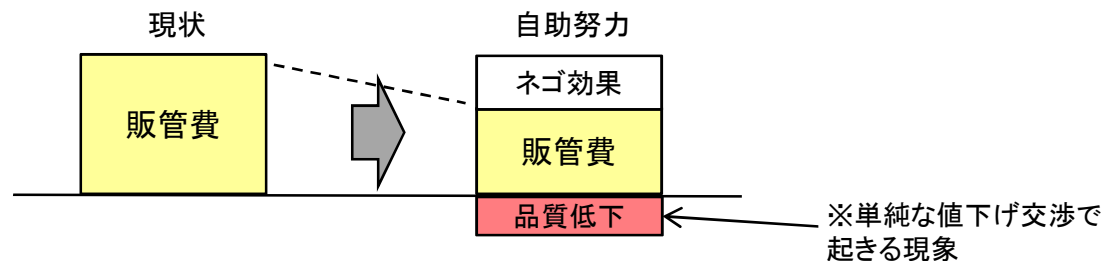 現状
自助努力
ネゴ効果
販管費
販管費
品質低下
※単純な値下げ交渉で
起きる現象